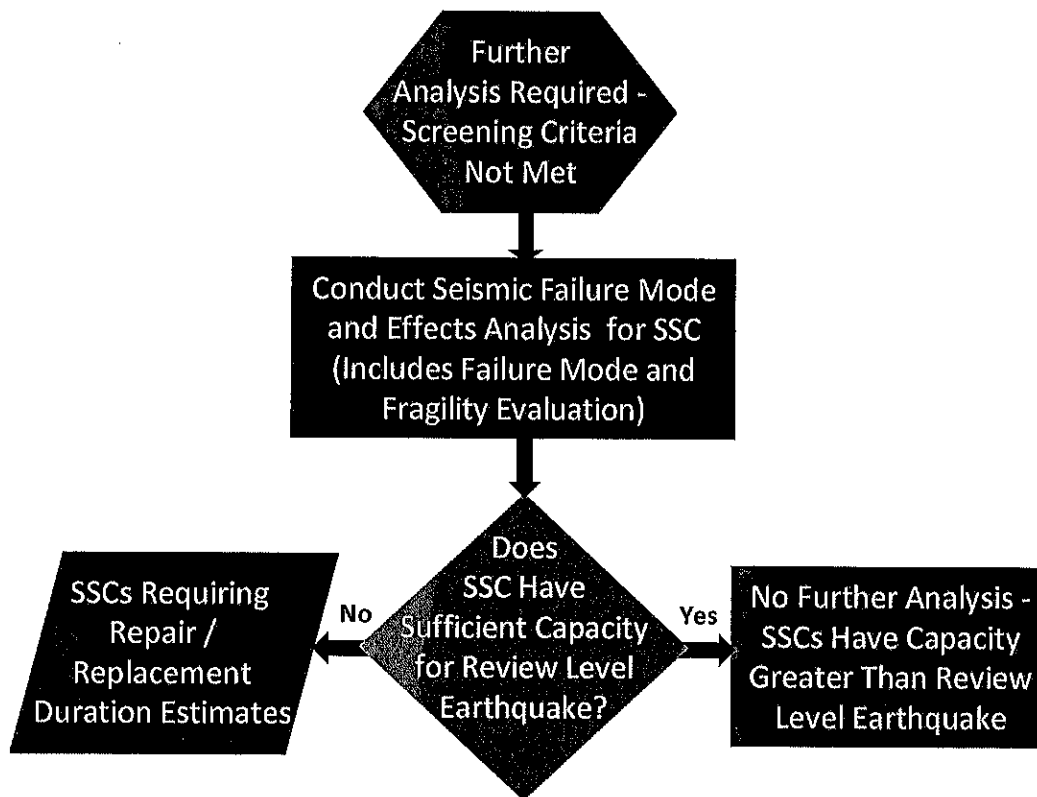 Further
Analysis Required -
Screening Criteria
Not Met
Conduct Seismic Failure Mode
and Effects Analysis for SSC
(Includes Failure Mode and
Fragility Evaluation)
Does
SSC Have
Sufficient Capacity
for Review Level
Earthquake?
No
Yes
SSCs Requiring
Repair /
Replacement
Duration Estimates
No Further Analysis -
SSCs Have Capacity
Greater Than Review
Level Earthquake